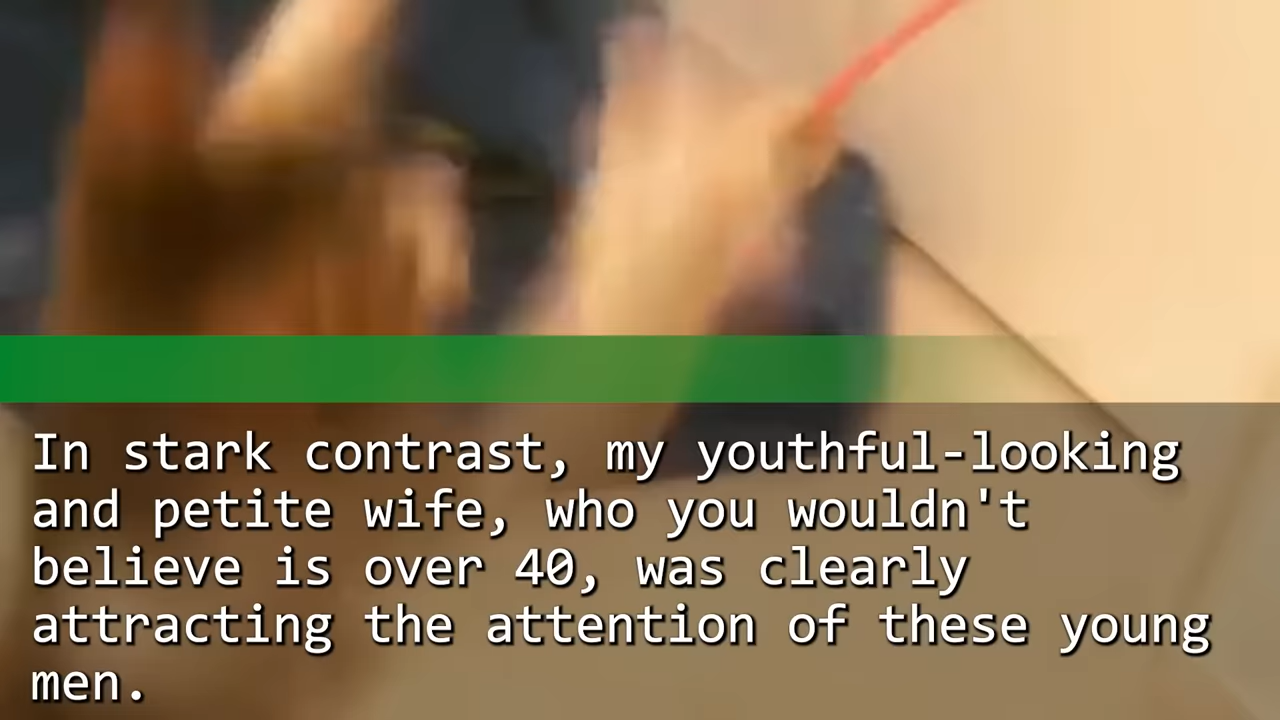 In stark contrast, my youthful-looking
and petite wife, who you wouldn't
believe is over 40, was clearly
attracting the attention of these young
men.